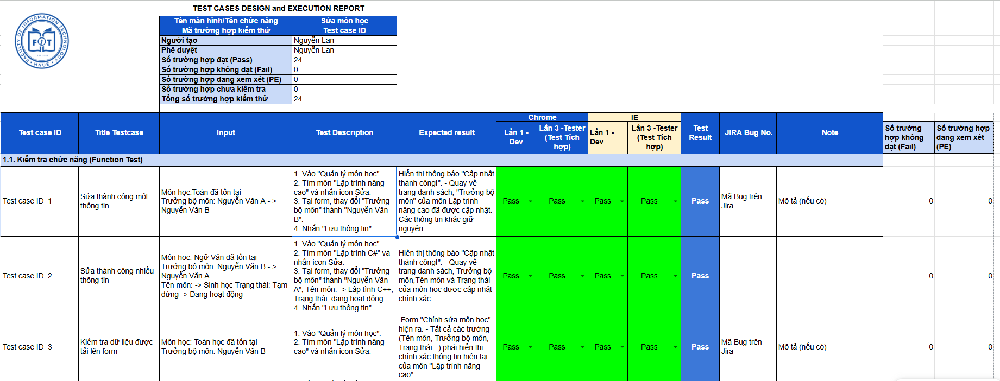 TEST CASES DESIGN and EXECUTION REPORT
FACULTY OF INFORMATION TECHNOLOGY
FiT
HNUE
Tên màn hình/Tên chức năng
Sửa môn học
Mã trường hợp kiểm thử
Test case ID
Người tạo
Nguyễn Lan
Phê duyệt
Nguyễn Lan
Số trường hợp đạt (Pass)
24
Số trường hợp không đạt (Fail)
0
Số trường hợp đang xem xét (PE)
0
Số trường hợp chưa kiểm tra
0
Tổng số trường hợp kiểm thử
24
Test case ID
Title Testcase
Input
Test Description
Expected result
Chrome
Lần 1 -
Dev
Lần 3 -Tester
(Test Tích
hợp)
IE
Lần 1 -
Dev
Lần 3 -Tester
(Test Tích
hợp)
Test
Result
JIRA Bug No.
Note
Số trường
hợp không
đạt (Fail)
Số trường hợp
đang xem xét
(PE)
1.1. Kiểm tra chức năng (Function Test)
Test case ID_1
Sửa thành công một
thông tin
Môn học:Toán đã tồn tại
Trưởng bộ môn: Nguyễn Văn A - >
Nguyễn Văn B
1. Vào "Quản lý môn học".
2. Tìm môn "Lập trình nâng
cao" và nhấn icon Sửa.
3. Tại form, thay đổi "Trưởng
bộ môn" thành "Nguyễn Văn
B".
4. Nhấn "Lưu thông tin".
Hiển thị thông báo "Cập nhật
thành công!". - Quay về
trang danh sách, "Trưởng bộ
môn" của môn Lập trình
nâng cao đã được cập nhật.
Các thông tin khác giữ
nguyên.
Pass
Pass
Pass
Pass
Pass
Mã Bug trên
Jira
Mô tả (nếu có)
0
0
Test case ID_2
Sửa thành công nhiều
thông tin
Môn học: Ngữ Văn đã tồn tại
Trưởng bộ môn: Nguyễn Văn B - >
Nguyễn Văn A
Tên môn: -> Sinh học Trạng thái: Tạm
dừng -> Đang hoạt động
1. Vào "Quản lý môn học".
2. Tìm môn "Lập trình C#" và
nhấn icon Sửa.
3. Tại form, thay đổi "Trưởng
bộ môn" thành "Nguyễn Văn
A", Tên môn: -> Lập tình C++,
Trạng thái: đang hoạt động
4. Nhấn "Lưu thông tin".
Hiển thị thông báo "Cập nhật
thành công!". - Quay về
trang danh sách, Trưởng bộ
môn,Tên môn và Trạng thái
của môn học được cập nhật
chính xác.
Pass
Pass
Pass
Pass
Pass
0
0
Test case ID_3
Kiểm tra dữ liệu được
tải lên form
Môn học: Toán học đã tồn tại
Trưởng bộ môn: Nguyễn Văn B
1. Vào "Quản lý môn học".
2. Tìm môn "Lập trình nâng
cao" và nhấn icon Sửa.
Form "Chỉnh sửa môn học"
hiện ra. - Tất cả các trường
(Tên môn, Trưởng bộ môn,
Trạng thái...) phải hiển thị
chính xác thông tin hiện tại
của môn "Lập trình nâng
cao".
Pass
Pass
Pass
Pass
Pass
Mã Bug trên
Jira
Mô tả (nếu có)
0
0